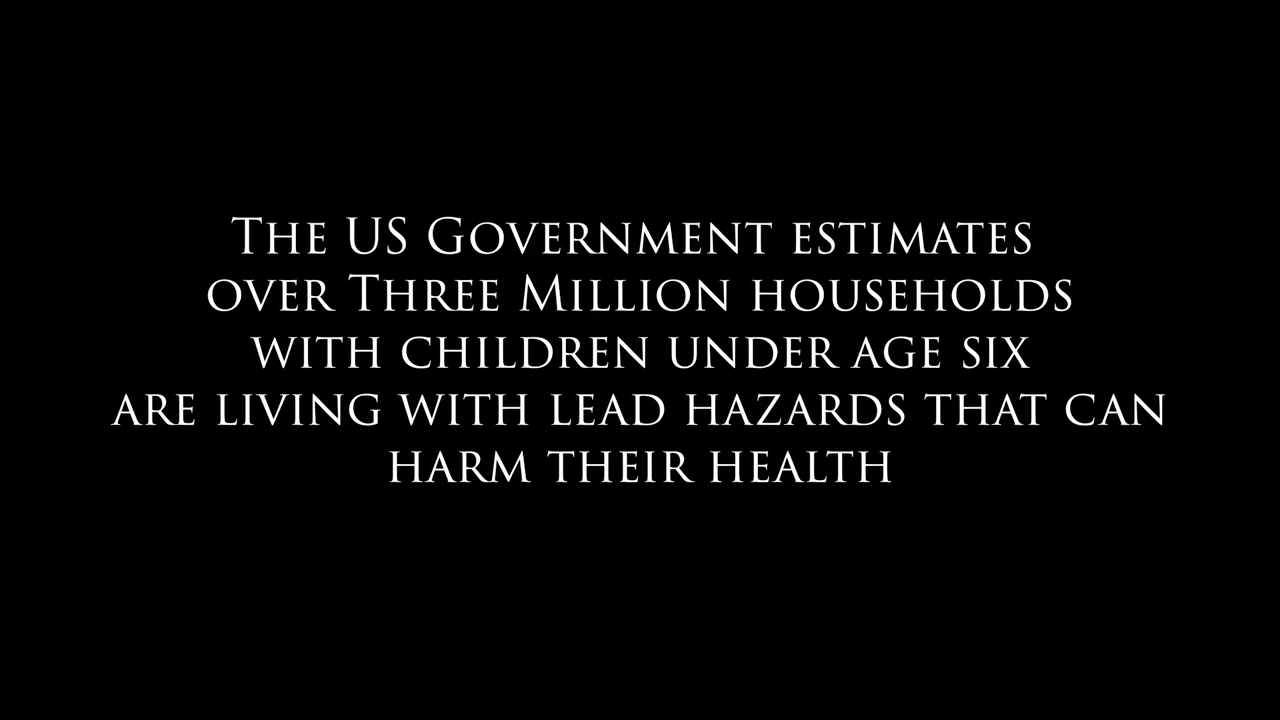 The US Government estimates
over Three Million households
with children under age six
are living with lead hazards that can
harm their health